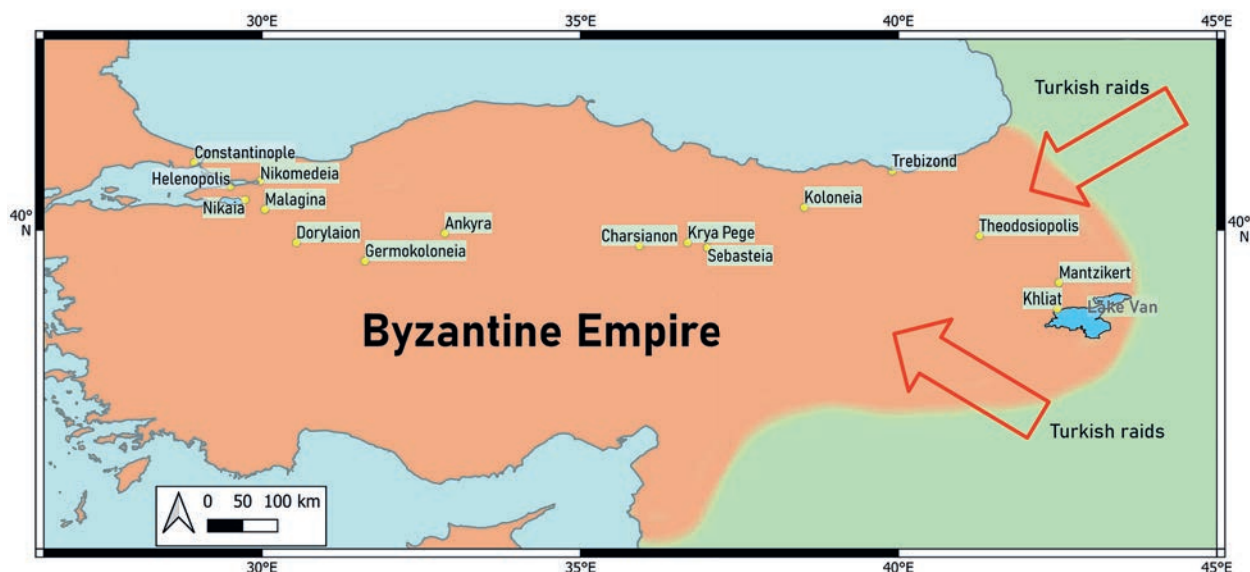 30°E 35°E 40°E 45°E
Turkish raids
Constantinople
Trebizond
Helenopolis
Nikomedeia
Nikaia
Malagina
Koloneia
40°
N
40°
N
Dorylaion
Ankyra
Charsianon
Krya Pege
Theodosiopolis
Germokoloneia
Sebasteia
Mantzikert
Khliat
Lake Van
Byzantine Empire
Turkish raids
0 50 100 km
30°E 35°E 40°E 45°E